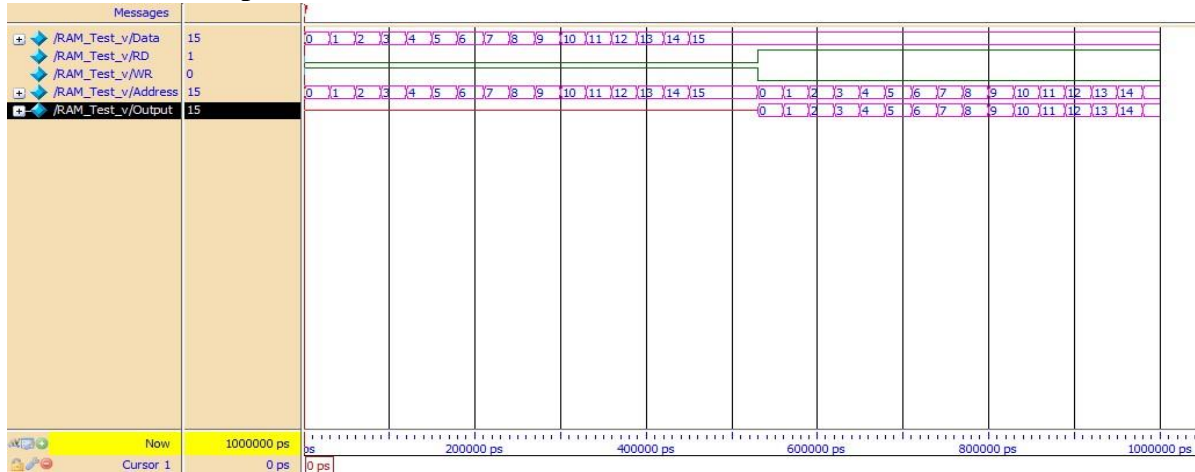 Messages
/RAM_Test_v/Data 15 0 1 2 3 4 5 6 7 8 9 10 11 12 13 14 15
/RAM_Test_v/RD 1
/RAM_Test_v/WR 0
/RAM_Test_v/Address 15 0 1 2 3 4 5 6 7 8 9 10 11 12 13 14 15 0 1 2 3 4 5 6 7 8 9 10 11 12 13 14
/RAM_Test_v/Output 15 0 1 2 3 4 5 6 7 8 9 10 11 12 13 14
Now 1000000 ps ps 200000 ps 400000 ps 600000 ps 800000 ps 1000000 ps
Cursor 1 0 ps 0 ps